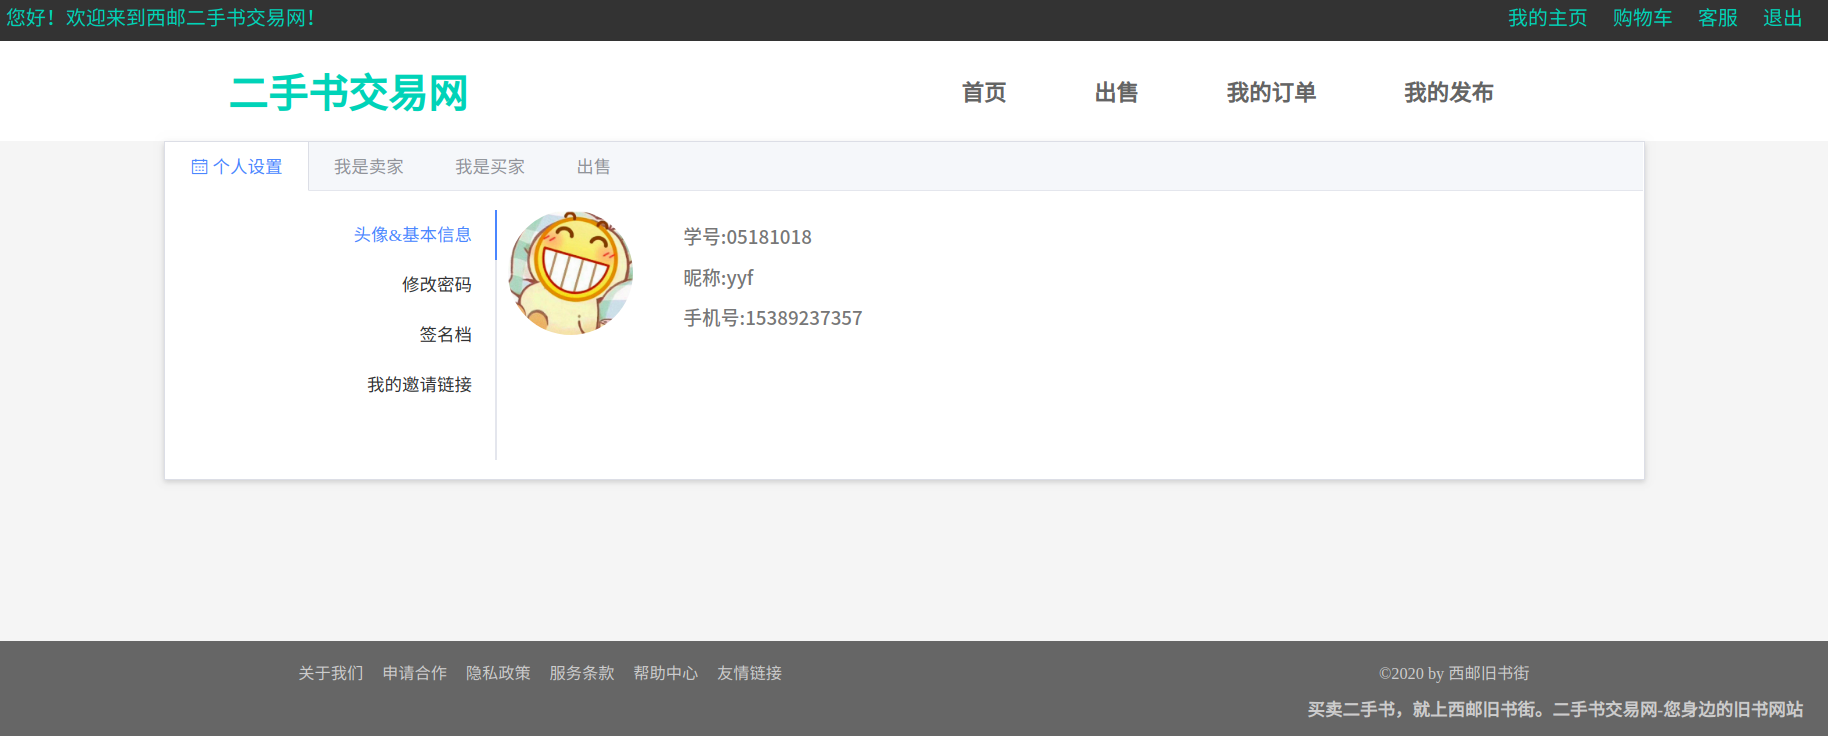 您好！欢迎来到西邮二手书交易网！ 我的主页 购物车 客服 退出
二手书交易网 首页 出售 我的订单 我的发布
个人设置 我是卖家 我是买家 出售
头像&基本信息
修改密码
签名档
我的邀请链接
学号:05181018
昵称:yyf
手机号:15389237357
关于我们 申请合作 隐私政策 服务条款 帮助中心 友情链接
©2020 by 西邮旧书街
买卖二手书，就上西邮旧书街。二手书交易网-您身边的旧书网站